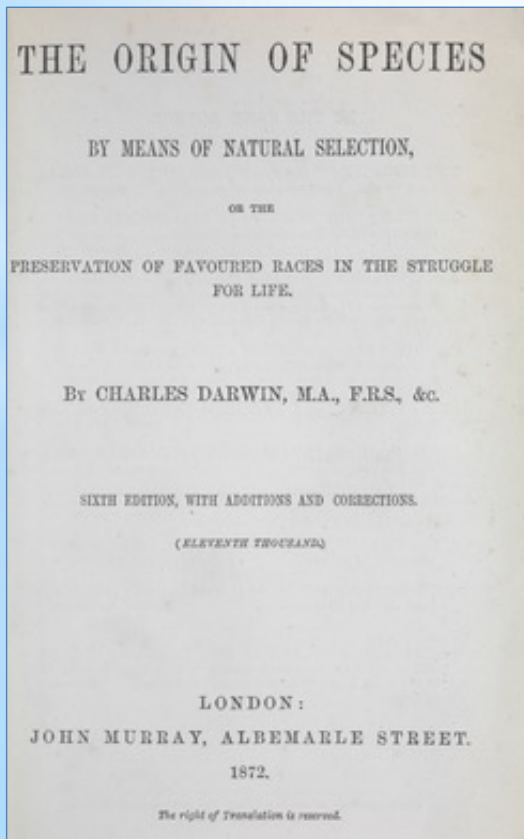 THE ORIGIN OF SPECIES
BY MEANS OF NATURAL SELECTION,
OR THE
PRESERVATION OF FAVOURED RACES IN THE STRUGGLE
FOR LIFE.
BY CHARLES DARWIN, M.A., F.R.S., &c.
SIXTH EDITION, WITH ADDITIONS AND CORRECTIONS.
(ELEVENTH THOUSAND.)
LONDON:
JOHN MURRAY, ALBEMARLE STREET.
1872.
The right of Translation is reserved.